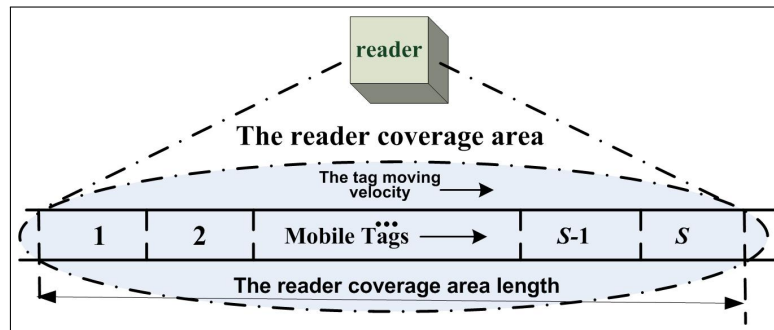 reader
The reader coverage area
The tag moving
velocity
1 2 Mobile Tags ... S-1 S
The reader coverage area length